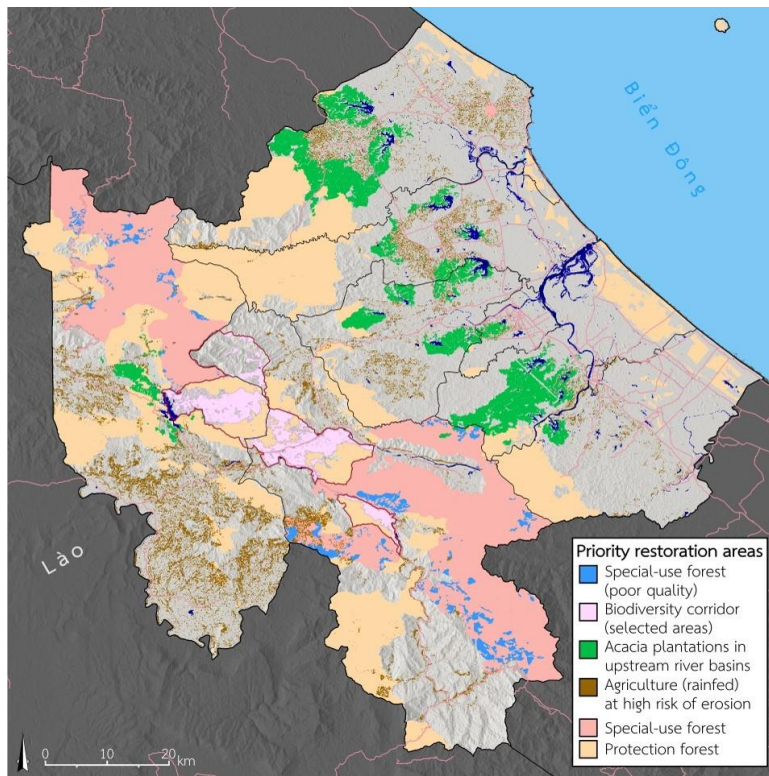 Biển Đông
Lào
Priority restoration areas
Special-use forest
(poor quality)
Biodiversity corridor
(selected areas)
Acacia plantations in
upstream river basins
Agriculture (rainfed)
at high risk of erosion
Special-use forest
Protection forest
0 10 20
km